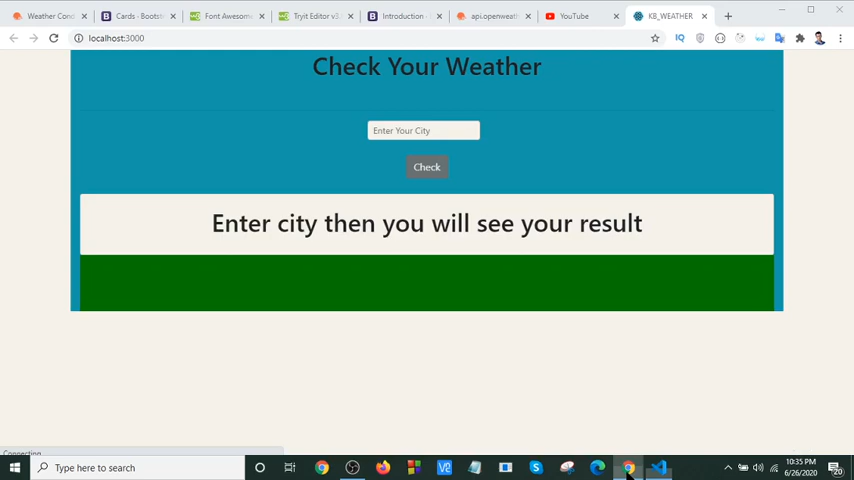 Weather Cond
Cards - Bootst
Font Awesome
Tryit Editor v3.
Introduction -
api.openweath
YouTube
KB_WEATHER
localhost:3000
IQ
Check Your Weather
Enter Your City
Check
Enter city then you will see your result
Connecting
Type here to search
10:35 PM
6/26/2020
20